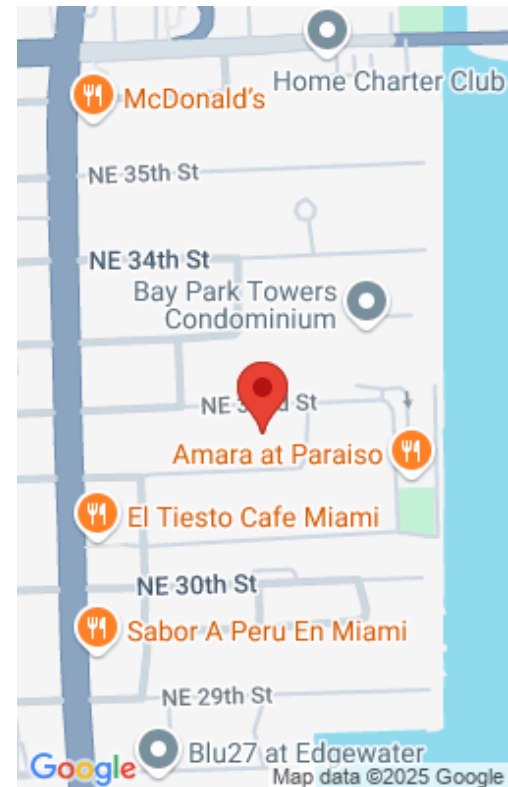 Home Charter Club
McDonald's
NE 35th St
NE 34th St
Bay Park Towers
Condominium
NE St
Amara at Paraiso
El Tiesto Cafe Miami
NE 30th St
Sabor A Peru En Miami
NE 29th St
Blu27 at Edgewater
Google
Map data ©2025 Google